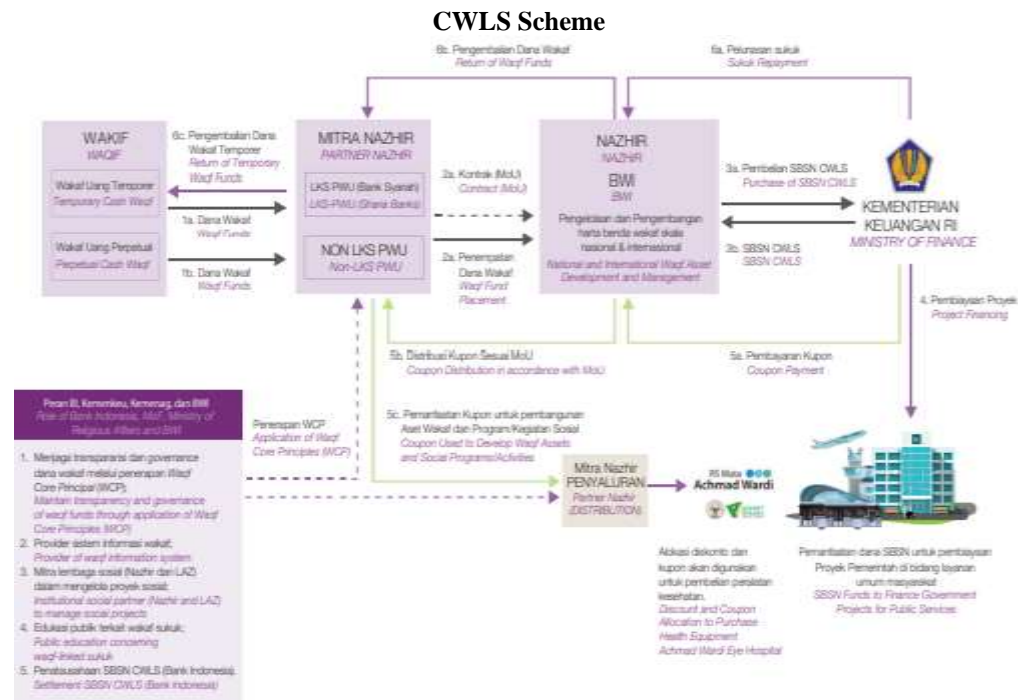 CWLS Scheme
6b. Pengembalian Dana Wakaf
Return of Waqf Funds
6a. Pelunasan sukuk
Sukuk Repayment
WAKIF
WAQIF
Wakaf Uang Temporer
Temporary Cash Waqf
Wakaf Uang Perpetual
Perpetual Cash Waqf
6c. Pengembalian Dana
Wakaf Temporer
Return of Temporary
Waqf Funds
1a. Dana Wakaf
Waqf Funds
1b. Dana Wakaf
Waqf Funds
MITRA NAZHIR
PARTNER NAZHIR
LKS PWU (Bank Syariah)
LKS-PWU (Sharia Banks)
NON LKS PWU
Non-LKS PWU
2a. Kontrak (MoU)
Contract (MoU)
2a. Penempatan
Dana Wakaf
Waqf Fund
Placement
NAZHIR
NAZHIR
BWI
BWI
Pengelolaan dan Pengembangan
harta benda wakaf skala
nasional & internasional
National and International Waqf Asset
Development and Management
3a. Pembelian SBSN CWLS
Purchase of SBSN CWLS
3b. SBSN CWLS
SBSN CWLS
KEMENTERIAN
KEUANGAN RI
MINISTRY OF FINANCE
4. Pembiayaan Proyek
Project Financing
5b. Distribusi Kupon Sesuai MoU
Coupon Distribution in accordance with MoU
5a. Pembayaran Kupon
Coupon Payment
Peran BI, Kemenkeu, Kemenag, dan BWI
Role of Bank Indonesia, MoF, Ministry of
Religious Affairs and BWI
1. Menjaga transparansi dan governance
dana wakaf melalui penerapan Waqf
Core Principal (WCP);
Maintain transparency and governance
of waqf funds through application of Waqf
Core Principles (WCP)
2. Provider sistem informasi wakaf;
Provider of waqf information system
3. Mitra lembaga sosial (Nazhir dan LAZ)
dalam mengelola proyek sosial;
Institutional social partner (Nazhir and LAZ)
to manage social projects
4. Edukasi publik terkait wakaf sukuk;
Public education concerning
waqf-linked sukuk
5. Penatausahaan SBSN CWLS (Bank Indonesia).
Settlement SBSN CWLS (Bank Indonesia)
Penerapan WCP
Application of Waqf
Core Principles (WCP)
5c. Pemanfaatan Kupon untuk pembangunan
Aset Wakaf dan Program/Kegiatan Sosial
Coupon Used to Develop Waqf Assets
and Social Programs/Activities
Mitra Nazhir
PENYALURAN
Partner Nazhir
(DISTRIBUTION)
RS Mata
Achmad Wardi
Alokasi diskonto dan
kupon akan digunakan
untuk pembelian peralatan
kesehatan.
Discount and Coupon
Allocation to Purchase
Health Equipment
Achmad Wardi Eye Hospital
Pemanfaatan dana SBSN untuk pembiayaan
Proyek Pemerintah di bidang layanan
umum masyarakat
SBSN Funds to Finance Government
Projects for Public Services